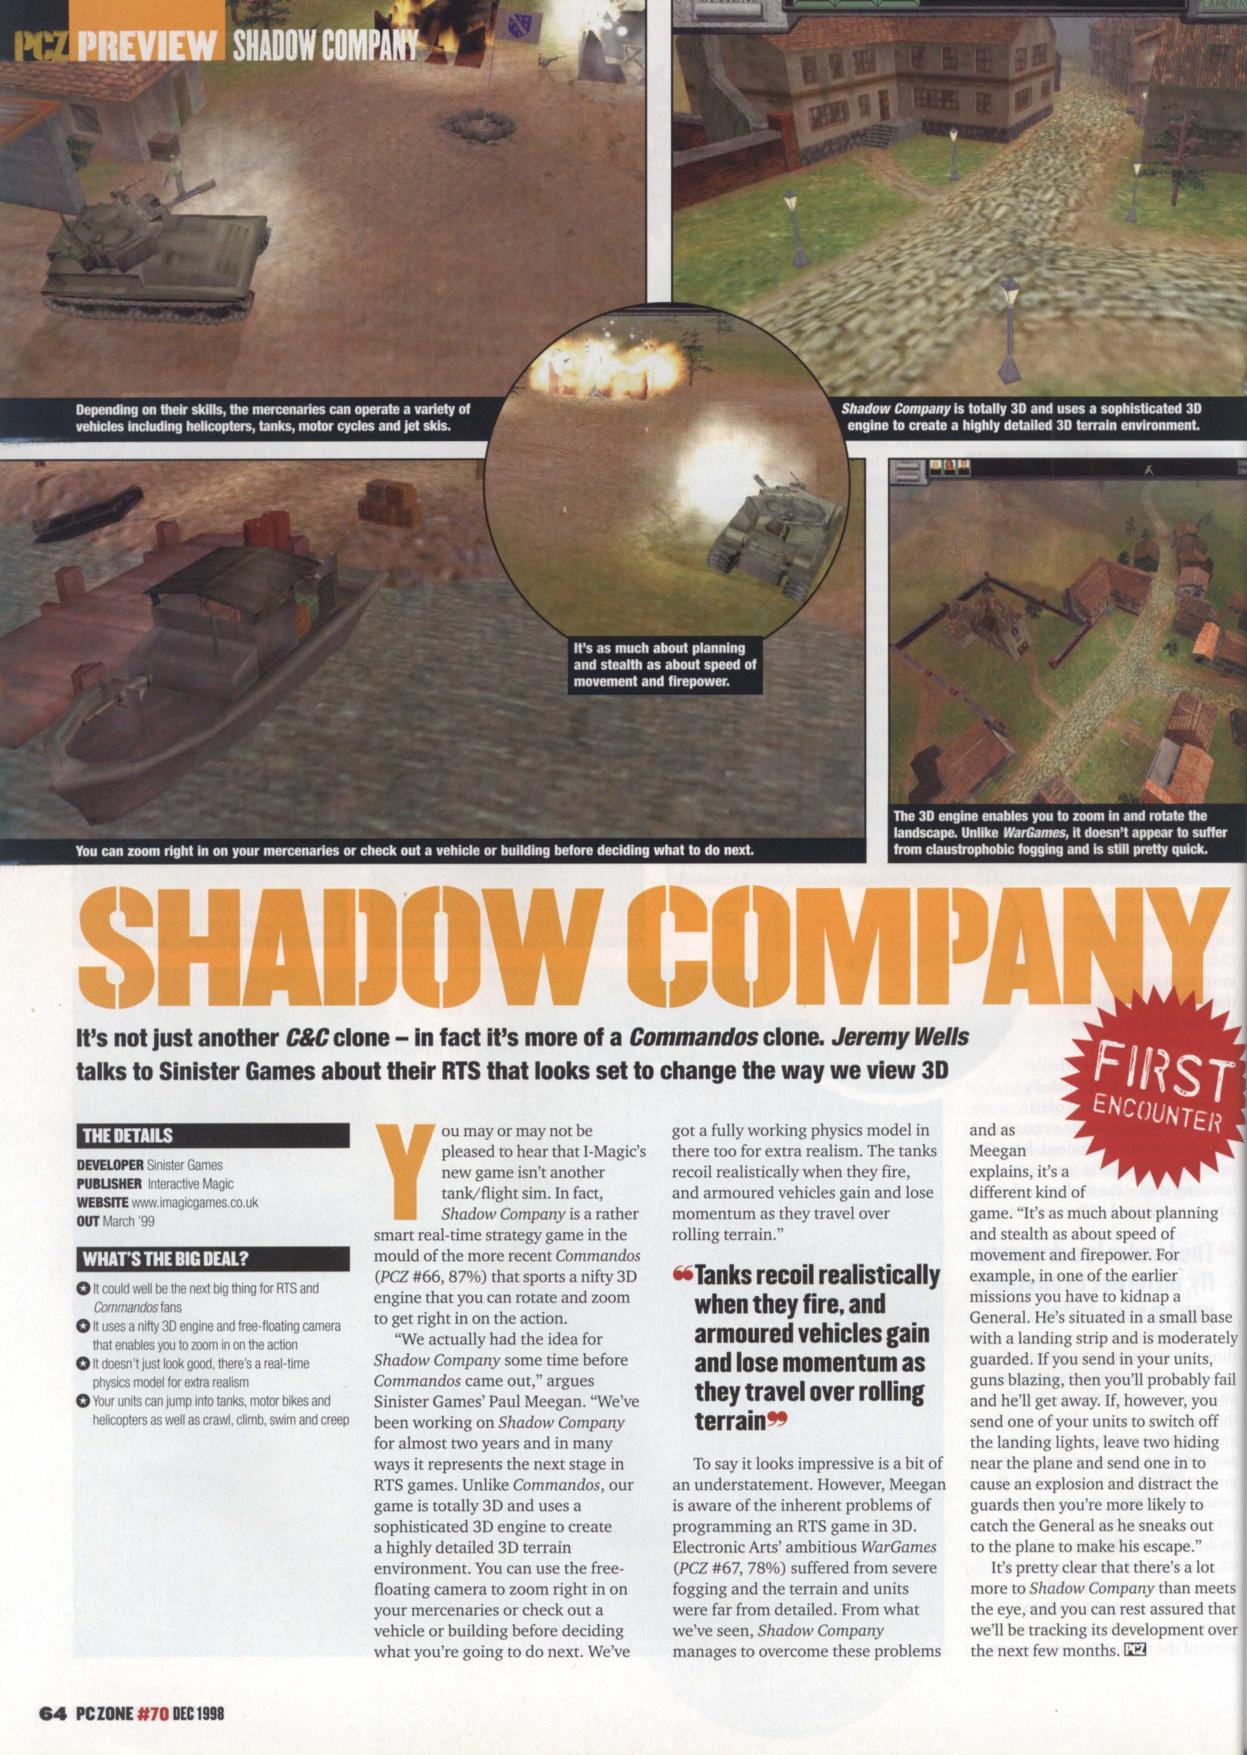 PCZ PREVIEW SHADOW COMPANY
Depending on their skills, the mercenaries can operate a variety of
vehicles including helicopters, tanks, motor cycles and jet skis.
Shadow Company is totally 3D and uses a sophisticated 3D
engine to create a highly detailed 3D terrain environment.
It's as much about planning
and stealth as about speed of
movement and firepower.
You can zoom right in on your mercenaries or check out a vehicle or building before deciding what to do next.
The 3D engine enables you to zoom in and rotate the
landscape. Unlike WarGames, it doesn't appear to suffer
from claustrophobic fogging and is still pretty quick.
SHADOW COMPANY
It's not just another C&C clone – in fact it's more of a Commandos clone. Jeremy Wells
talks to Sinister Games about their RTS that looks set to change the way we view 3D
FIRST
ENCOUNTER
THE DETAILS
DEVELOPER Sinister Games
PUBLISHER Interactive Magic
WEBSITE www.imagicgames.co.uk
OUT March '99
WHAT'S THE BIG DEAL?
It could well be the next big thing for RTS and
Commandos fans
It uses a nifty 3D engine and free-floating camera
that enables you to zoom in on the action
It doesn't just look good, there's a real-time
physics model for extra realism
Your units can jump into tanks, motor bikes and
helicopters as well as crawl, climb, swim and creep
You may or may not be
pleased to hear that I-Magic's
new game isn't another
tank/flight sim. In fact,
Shadow Company is a rather
smart real-time strategy game in the
mould of the more recent Commandos
(PCZ #66, 87%) that sports a nifty 3D
engine that you can rotate and zoom
to get right in on the action.
"We actually had the idea for
Shadow Company some time before
Commandos came out," argues
Sinister Games' Paul Meegan. "We've
been working on Shadow Company
for almost two years and in many
ways it represents the next stage in
RTS games. Unlike Commandos, our
game is totally 3D and uses a
sophisticated 3D engine to create
a highly detailed 3D terrain
environment. You can use the free-
floating camera to zoom right in on
your mercenaries or check out a
vehicle or building before deciding
what you're going to do next. We've
got a fully working physics model in
there too for extra realism. The tanks
recoil realistically when they fire,
and armoured vehicles gain and lose
momentum as they travel over
rolling terrain."
"Tanks recoil realistically
when they fire, and
armoured vehicles gain
and lose momentum as
they travel over rolling
terrain"
To say it looks impressive is a bit of
an understatement. However, Meegan
is aware of the inherent problems of
programming an RTS game in 3D.
Electronic Arts' ambitious WarGames
(PCZ #67, 78%) suffered from severe
fogging and the terrain and units
were far from detailed. From what
we've seen, Shadow Company
manages to overcome these problems
and as
Meegan
explains, it's a
different kind of
game. "It's as much about planning
and stealth as about speed of
movement and firepower. For
example, in one of the earlier
missions you have to kidnap a
General. He's situated in a small base
with a landing strip and is moderately
guarded. If you send in your units,
guns blazing, then you'll probably fail
and he'll get away. If, however, you
send one of your units to switch off
the landing lights, leave two hiding
near the plane and send one in to
cause an explosion and distract the
guards then you're more likely to
catch the General as he sneaks out
to the plane to make his escape."
It's pretty clear that there's a lot
more to Shadow Company than meets
the eye, and you can rest assured that
we'll be tracking its development over
the next few months. PCZ
64 PC ZONE #70 DEC 1998